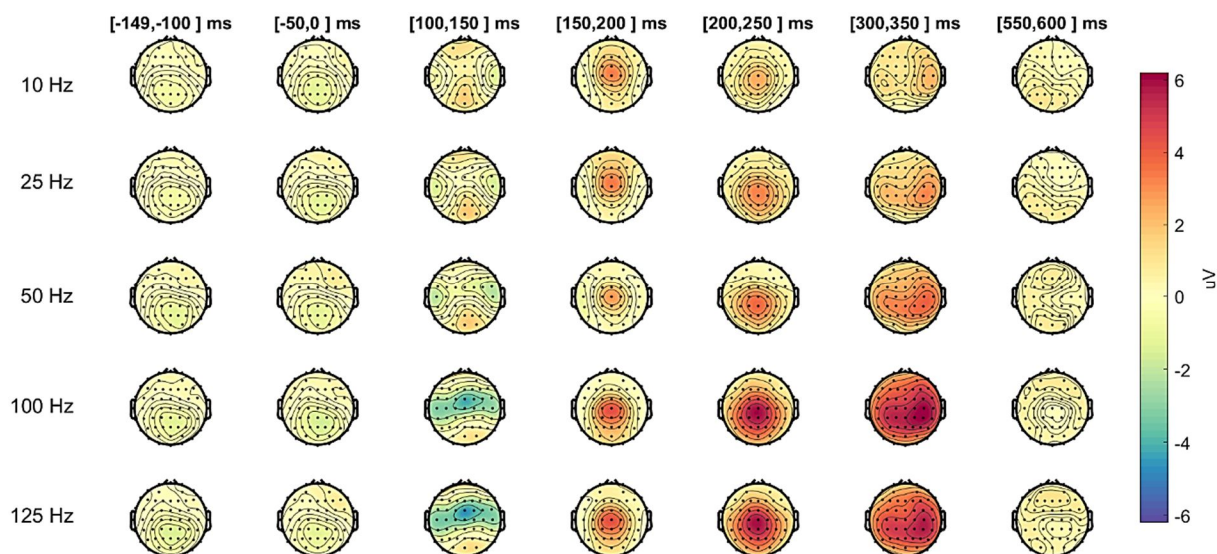 [-149,-100] ms [-50,0 ] ms [100,150 ] ms [150,200 ] ms [200,250 ] ms [300,350 ] ms [550,600 ] ms
10 Hz
25 Hz
50 Hz
100 Hz
125 Hz
6
4
2
0
-2
-4
-6
uV